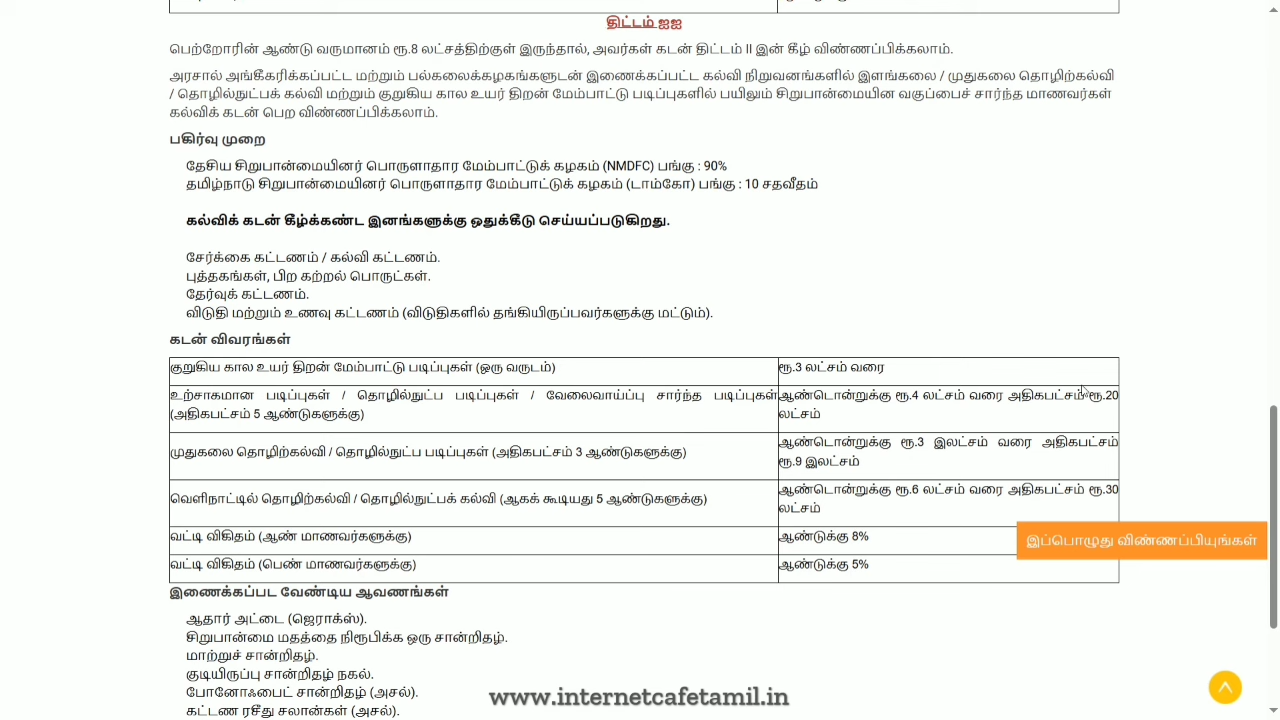 திட்டம் ஐஐ
பெற்றோரின் ஆண்டு வருமானம் ரூ.8 லட்சத்திற்குள் இருந்தால், அவர்கள் கடன் திட்டம் II இன் கீழ் விண்ணப்பிக்கலாம்.
அரசால் அங்கீகரிக்கப்பட்ட மற்றும் பல்கலைக்கழகங்களுடன் இணைக்கப்பட்ட கல்வி நிறுவனங்களில் இளங்கலை / முதுகலை தொழிற்கல்வி
/ தொழில்நுட்பக் கல்வி மற்றும் குறுகிய கால உயர் திறன் மேம்பாட்டு படிப்புகளில் பயிலும் சிறுபான்மையின வகுப்பைச் சார்ந்த மாணவர்கள்
கல்விக் கடன் பெற விண்ணப்பிக்கலாம்.
பகிர்வு முறை
தேசிய சிறுபான்மையினர் பொருளாதார மேம்பாட்டுக் கழகம் (NMDFC) பங்கு : 90%
தமிழ்நாடு சிறுபான்மையினர் பொருளாதார மேம்பாட்டுக் கழகம் (டாம்கோ) பங்கு : 10 சதவீதம்
கல்விக் கடன் கீழ்க்கண்ட இனங்களுக்கு ஒதுக்கீடு செய்யப்படுகிறது.
சேர்க்கை கட்டணம் / கல்வி கட்டணம்.
புத்தகங்கள், பிற கற்றல் பொருட்கள்.
தேர்வுக் கட்டணம்.
விடுதி மற்றும் உணவு கட்டணம் (விடுதிகளில் தங்கியிருப்பவர்களுக்கு மட்டும்).
கடன் விவரங்கள்
குறுகிய கால உயர் திறன் மேம்பாட்டு படிப்புகள் (ஒரு வருடம்) ரூ.3 லட்சம் வரை
உற்சாகமான படிப்புகள் / தொழில்நுட்ப படிப்புகள் / வேலைவாய்ப்பு சார்ந்த படிப்புகள் ஆண்டொன்றுக்கு ரூ.4 லட்சம் வரை அதிகபட்சம் ரூ.20
(அதிகபட்சம் 5 ஆண்டுகளுக்கு) லட்சம்
முதுகலை தொழிற்கல்வி / தொழில்நுட்ப படிப்புகள் (அதிகபட்சம் 3 ஆண்டுகளுக்கு) ஆண்டொன்றுக்கு ரூ.3 இலட்சம் வரை அதிகபட்சம்
ரூ.9 இலட்சம்
வெளிநாட்டில் தொழிற்கல்வி / தொழில்நுட்பக் கல்வி (ஆகக் கூடியது 5 ஆண்டுகளுக்கு) ஆண்டொன்றுக்கு ரூ.6 லட்சம் வரை அதிகபட்சம் ரூ.30
லட்சம்
வட்டி விகிதம் (ஆண் மாணவர்களுக்கு) ஆண்டுக்கு 8%
இப்பொழுது விண்ணப்பியுங்கள்
வட்டி விகிதம் (பெண் மாணவர்களுக்கு) ஆண்டுக்கு 5%
இணைக்கப்பட வேண்டிய ஆவணங்கள்
ஆதார் அட்டை (ஜெராக்ஸ்).
சிறுபான்மை மதத்தை நிரூபிக்க ஒரு சான்றிதழ்.
மாற்றுச் சான்றிதழ்.
குடியிருப்பு சான்றிதழ் நகல்.
போனோஃபைட் சான்றிதழ் (அசல்).
கட்டண ரசீது சலான்கள் (அசல்).
www.internetcafetamil.in